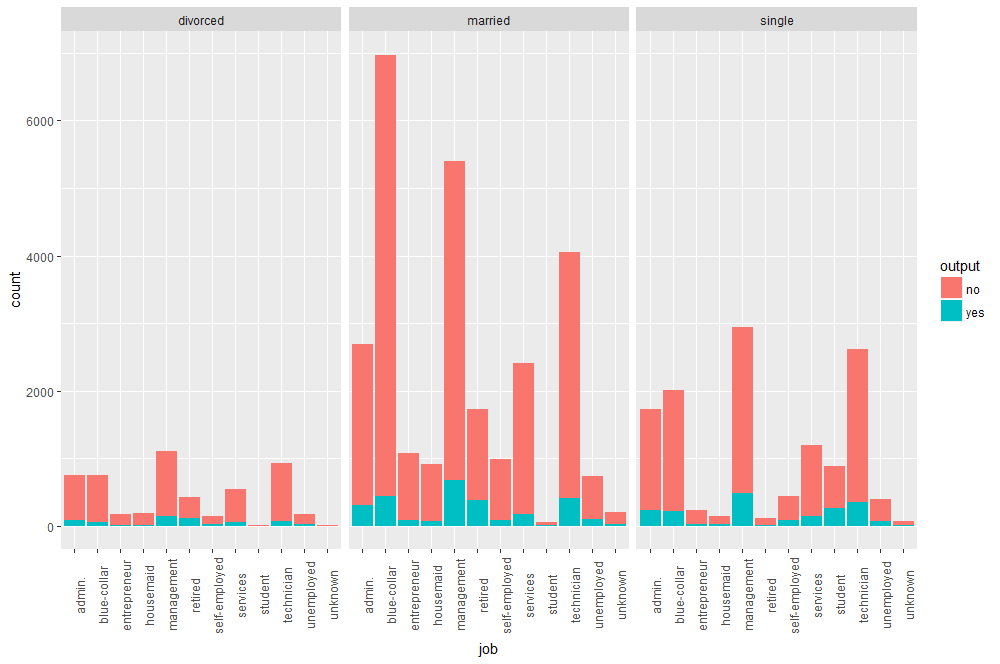 divorced
married
single
6000
4000
2000
0
count
admin.
blue-collar
entrepreneur
housemaid
management
retired
self-employed
services
student
technician
unemployed
unknown
admin.
blue-collar
entrepreneur
housemaid
management
retired
self-employed
services
student
technician
unemployed
unknown
admin.
blue-collar
entrepreneur
housemaid
management
retired
self-employed
services
student
technician
unemployed
unknown
job
output
no
yes